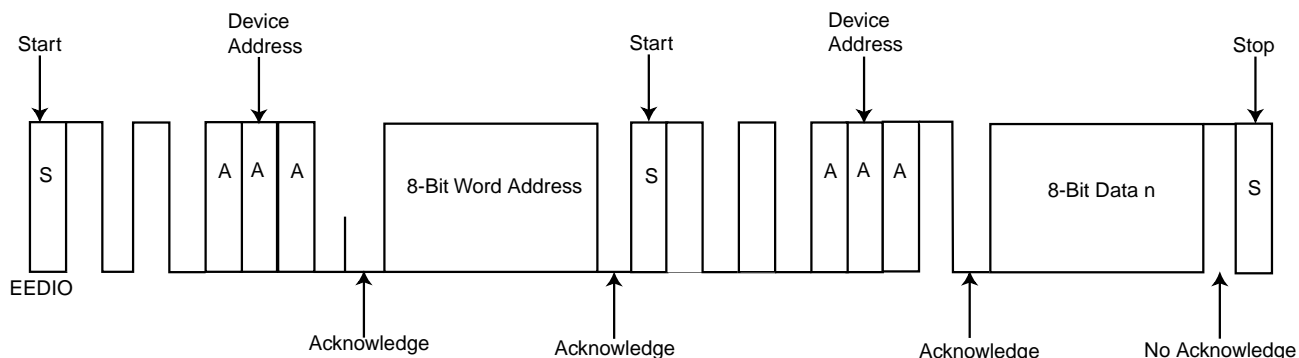 Start
Device
Address
Start
Device
Address
Stop
S
A
A
A
8-Bit Word Address
S
A
A
A
8-Bit Data n
S
EEDIO
Acknowledge
Acknowledge
Acknowledge
No Acknowledge